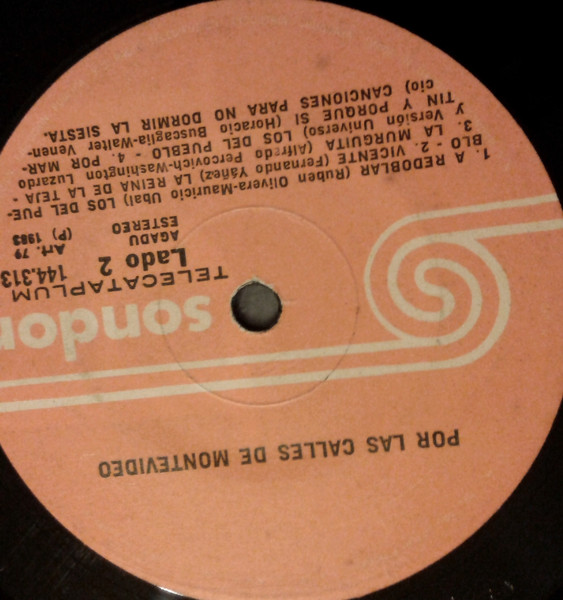 POR LAS CALLES DE MONTEVIDEO
sondor
TELECATAPLUM
144.313
Lado 2
Art. 79
AGADU
(P) 1983
ESTEREO
1. A REDOBLAR (Ruben Olivera-Mauricio Ubal) LOS DEL PUE-
BLO - 2. VICENTE (Fernando Yáñez) LA REINA DE LA TEJA -
3. LA MURGUITA (Alfredo Percovich-Washington Luzardo
y Versión Universo) LOS DEL PUEBLO - 4. POR MAR-
TIN Y PORQUE SI (Horacio Buscaglia-Walter Venen-
cio) CANCIONES PARA NO DORMIR LA SIESTA.